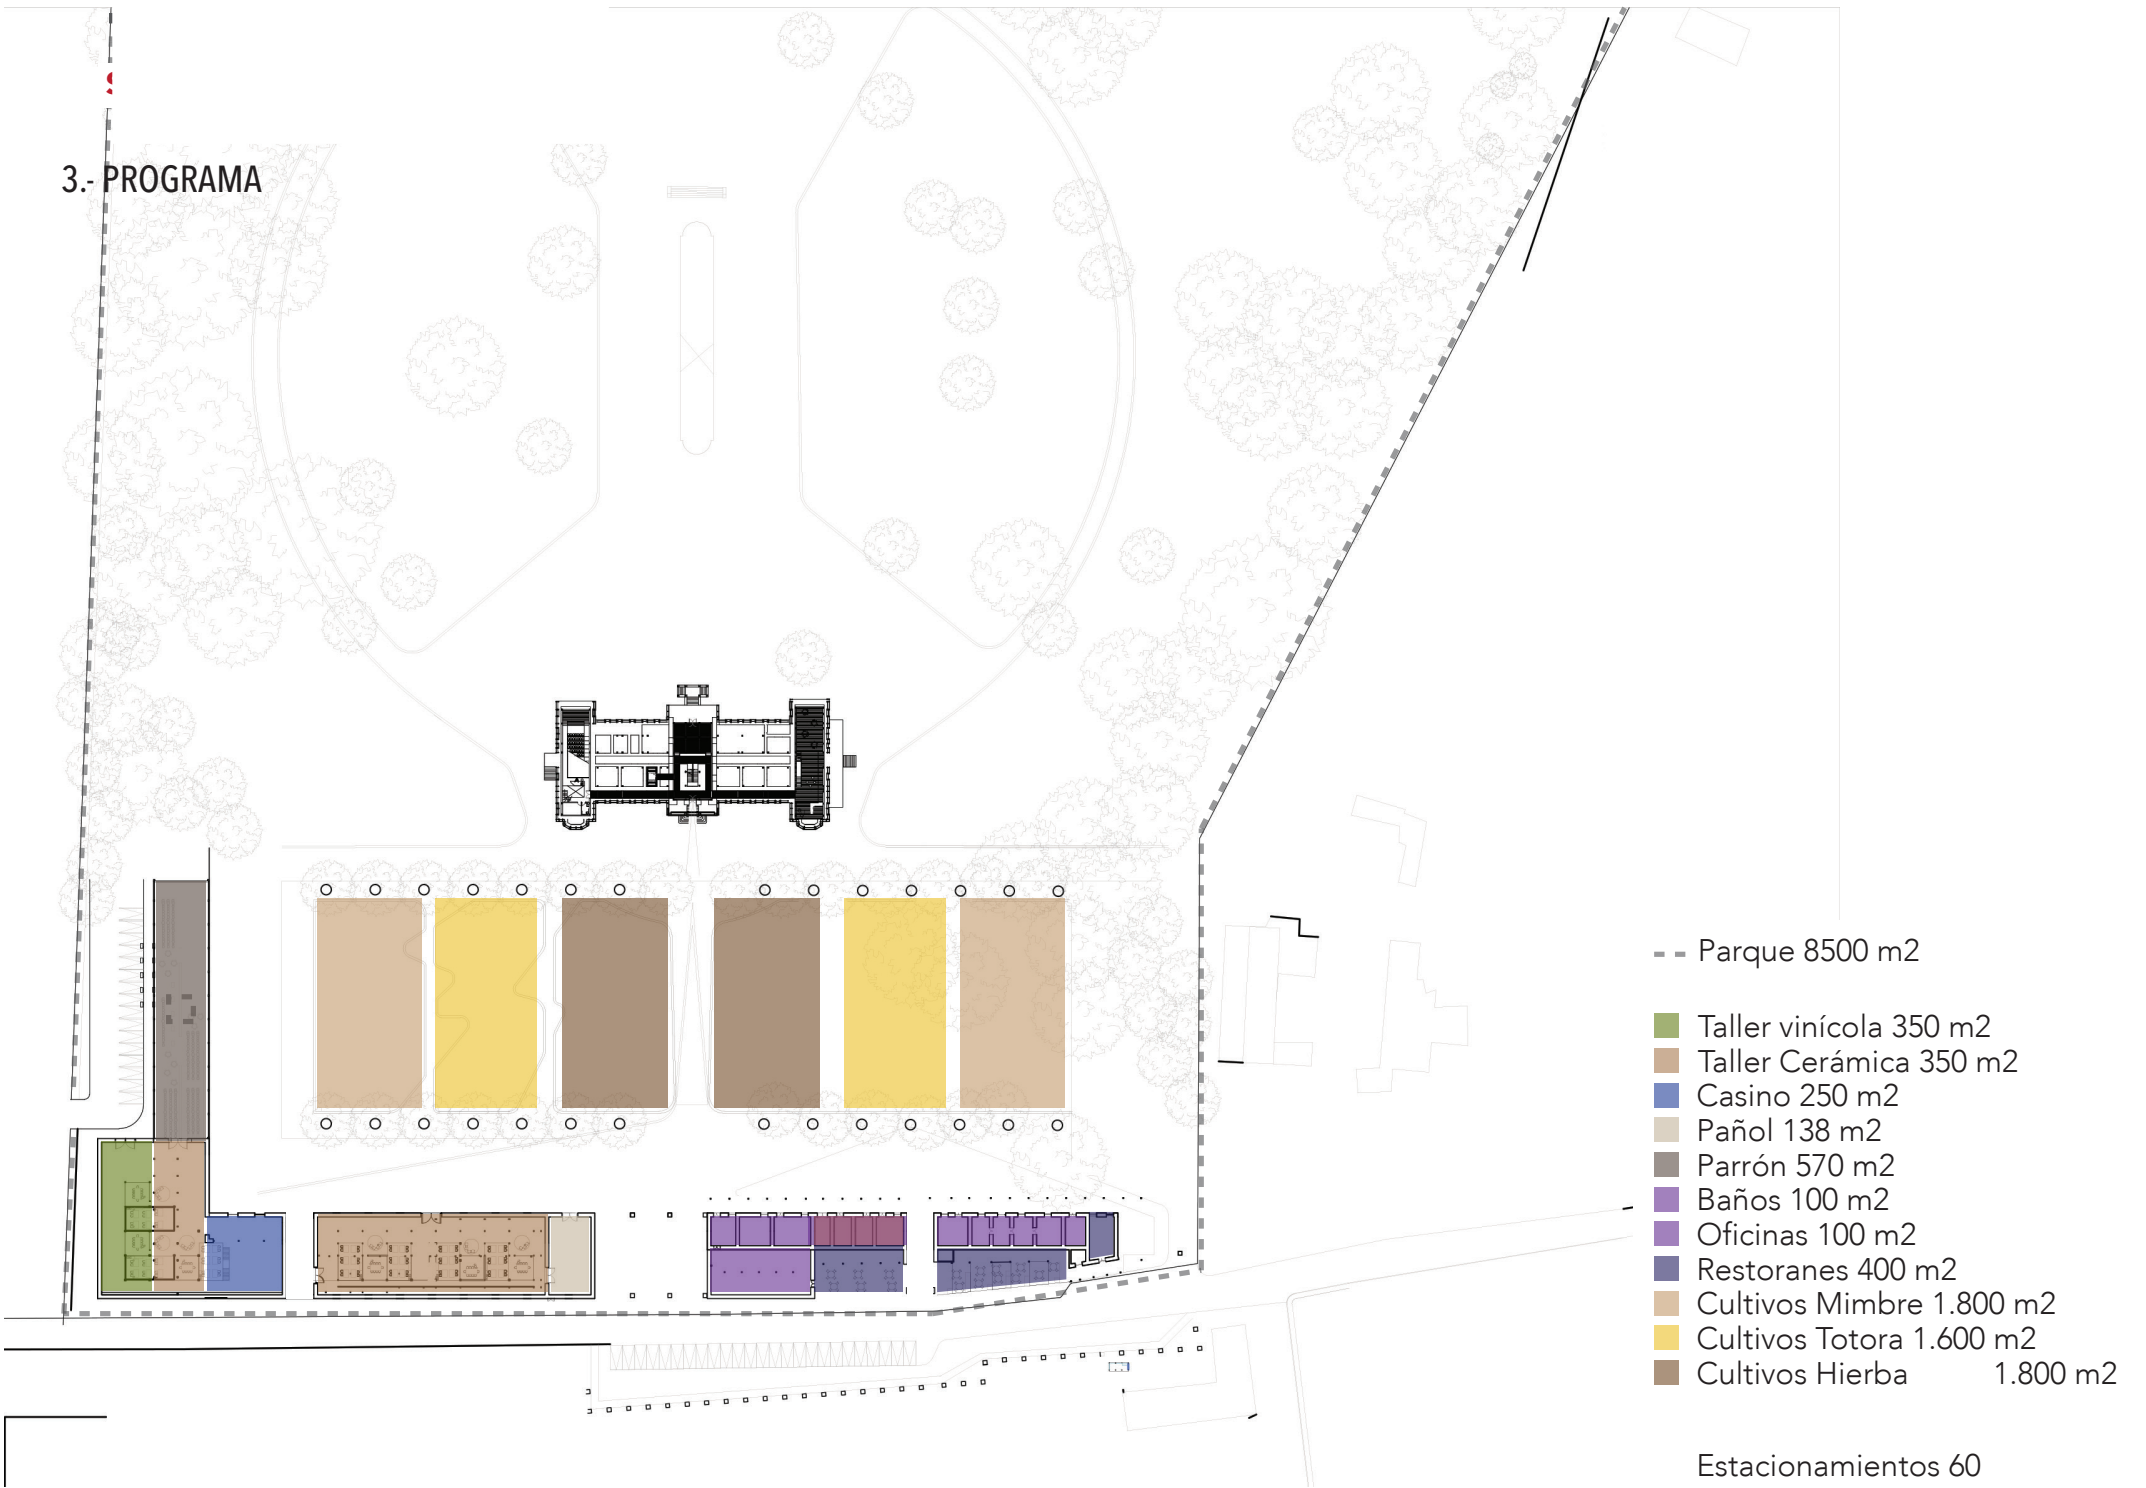 3.- PROGRAMA
Parque 8500 m2
Taller vinícola 350 m2
Taller Cerámica 350 m2
Casino 250 m2
Pañol 138 m2
Parrón 570 m2
Baños 100 m2
Oficinas 100 m2
Restoranes 400 m2
Cultivos Mimbre 1.800 m2
Cultivos Totora 1.600 m2
Cultivos Hierba 1.800 m2
Estacionamientos 60